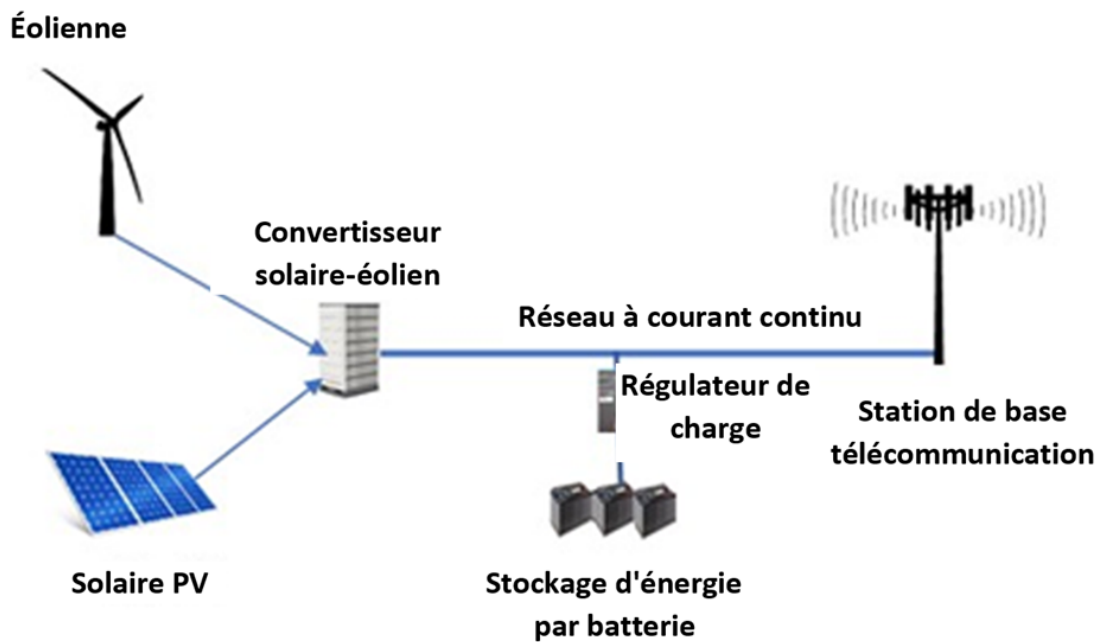 Éolienne
Convertisseur
solaire-éolien
Réseau à courant continu
Régulateur de
charge
Station de base
télécommunication
Solaire PV
Stockage d'énergie
par batterie